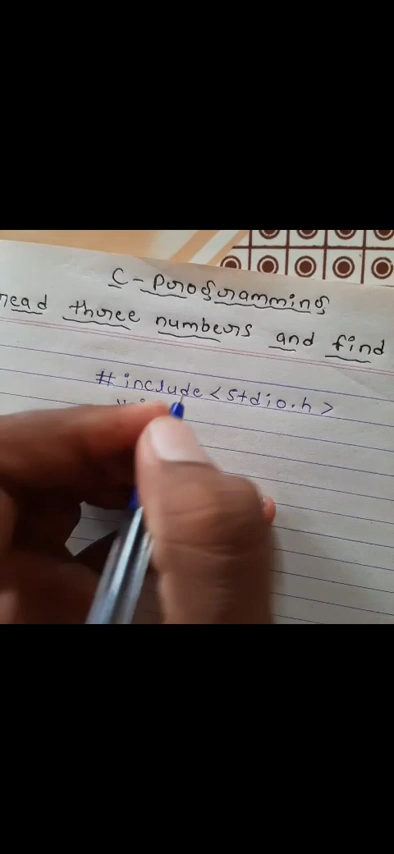 C-Programming
read three numbers and find
#include <stdio.h>